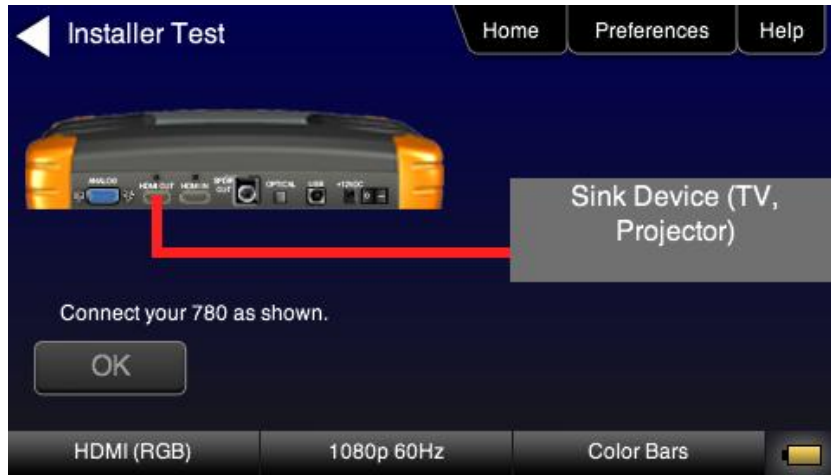 Installer Test
Home
Preferences
Help
ANALOG
HDMI OUT
HDMI IN
SPDIF
OUT
OPTICAL
USB
+12VDC
Sink Device (TV,
Projector)
Connect your 780 as shown.
OK
HDMI (RGB)
1080p 60Hz
Color Bars